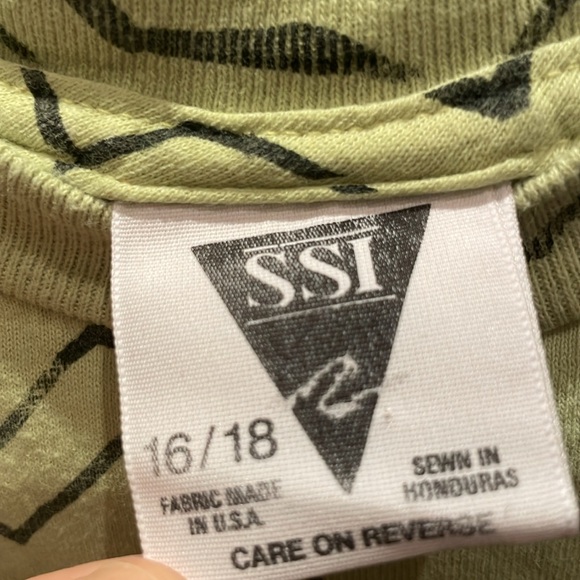 SSI
16/18
FABRIC MADE
IN U.S.A.
SEWN IN
HONDURAS
CARE ON REVERSE